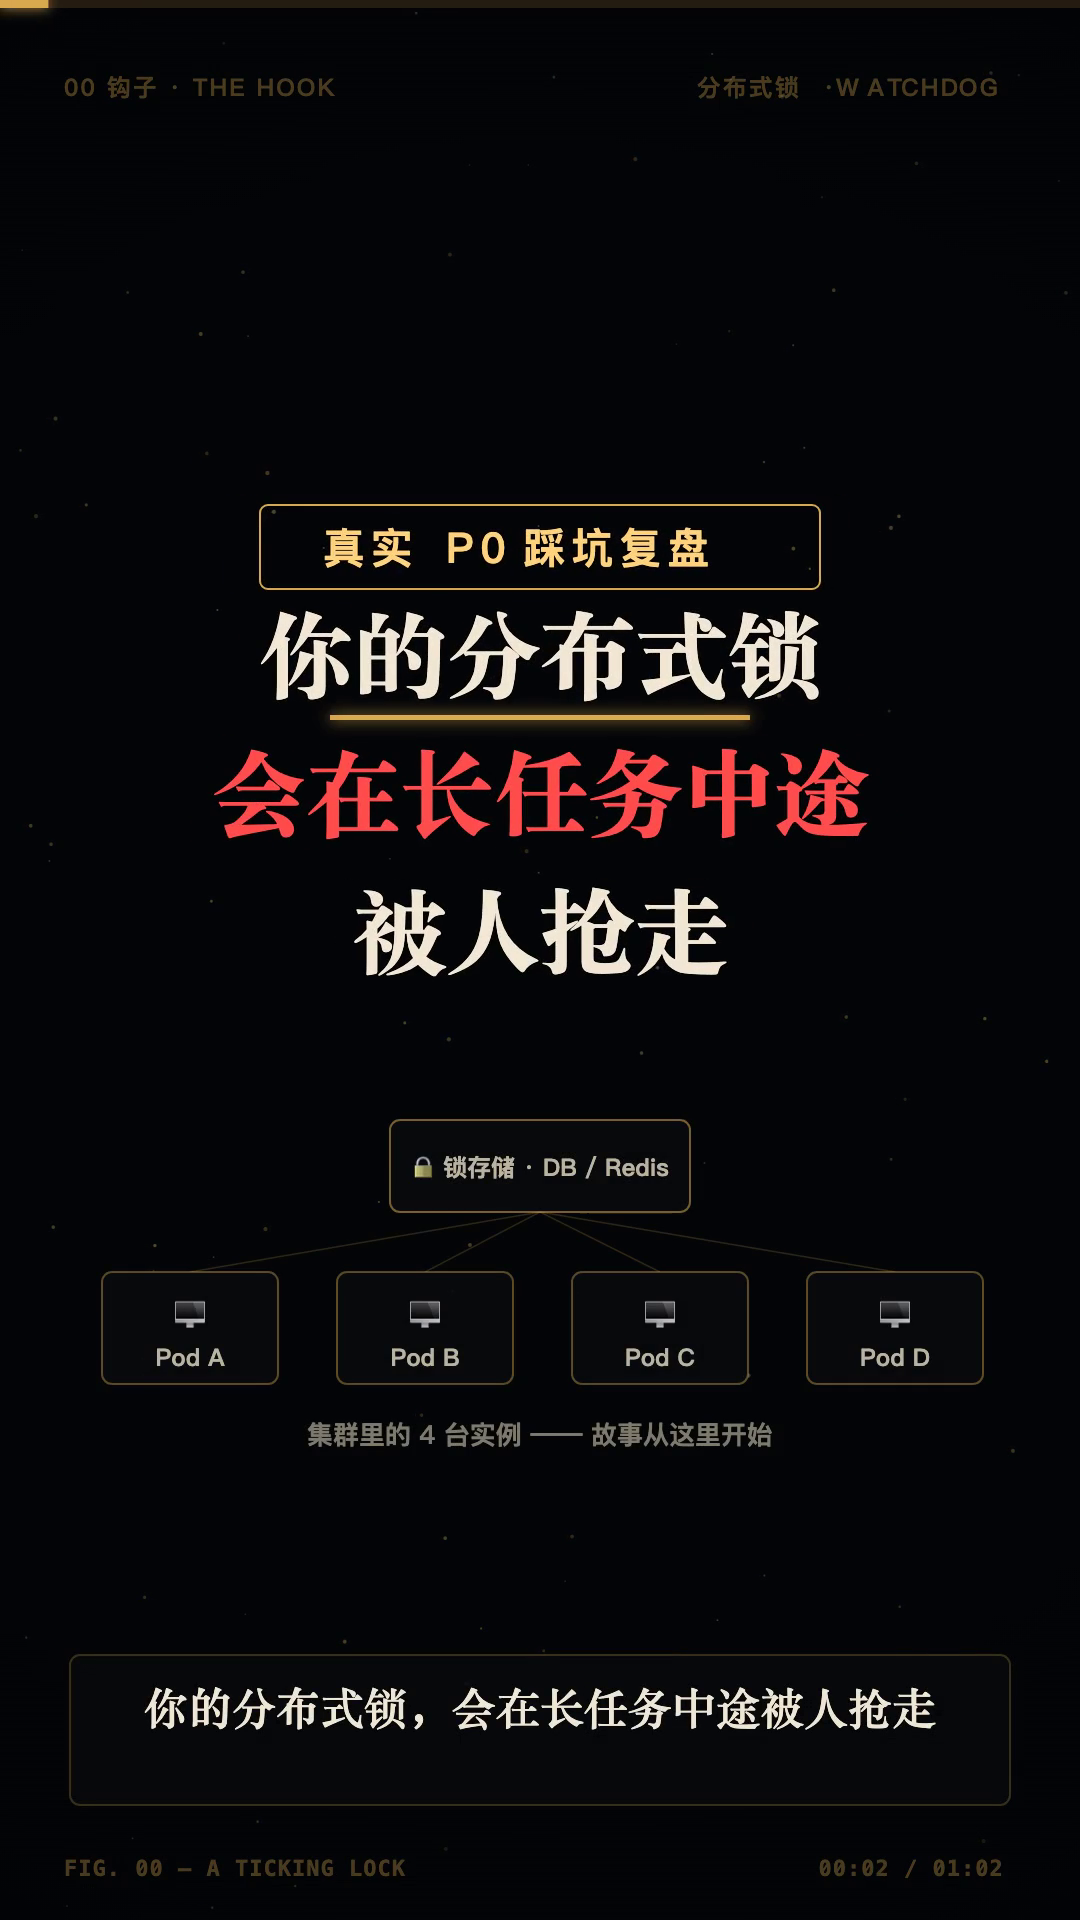 00 钩子 · THE HOOK
分布式锁 ·WATCHDOG
真实 P0 踩坑复盘
你的分布式锁
会在长任务中途
被人抢走
锁存储 · DB / Redis
Pod A
Pod B
Pod C
Pod D
集群里的 4 台实例 —— 故事从这里开始
你的分布式锁，会在长任务中途被人抢走
FIG. 00 — A TICKING LOCK
00:02 / 01:02